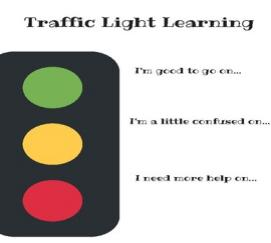 Traffic Light Learning
I'm good to go on...
I'm a little confused on...
I need more help on...